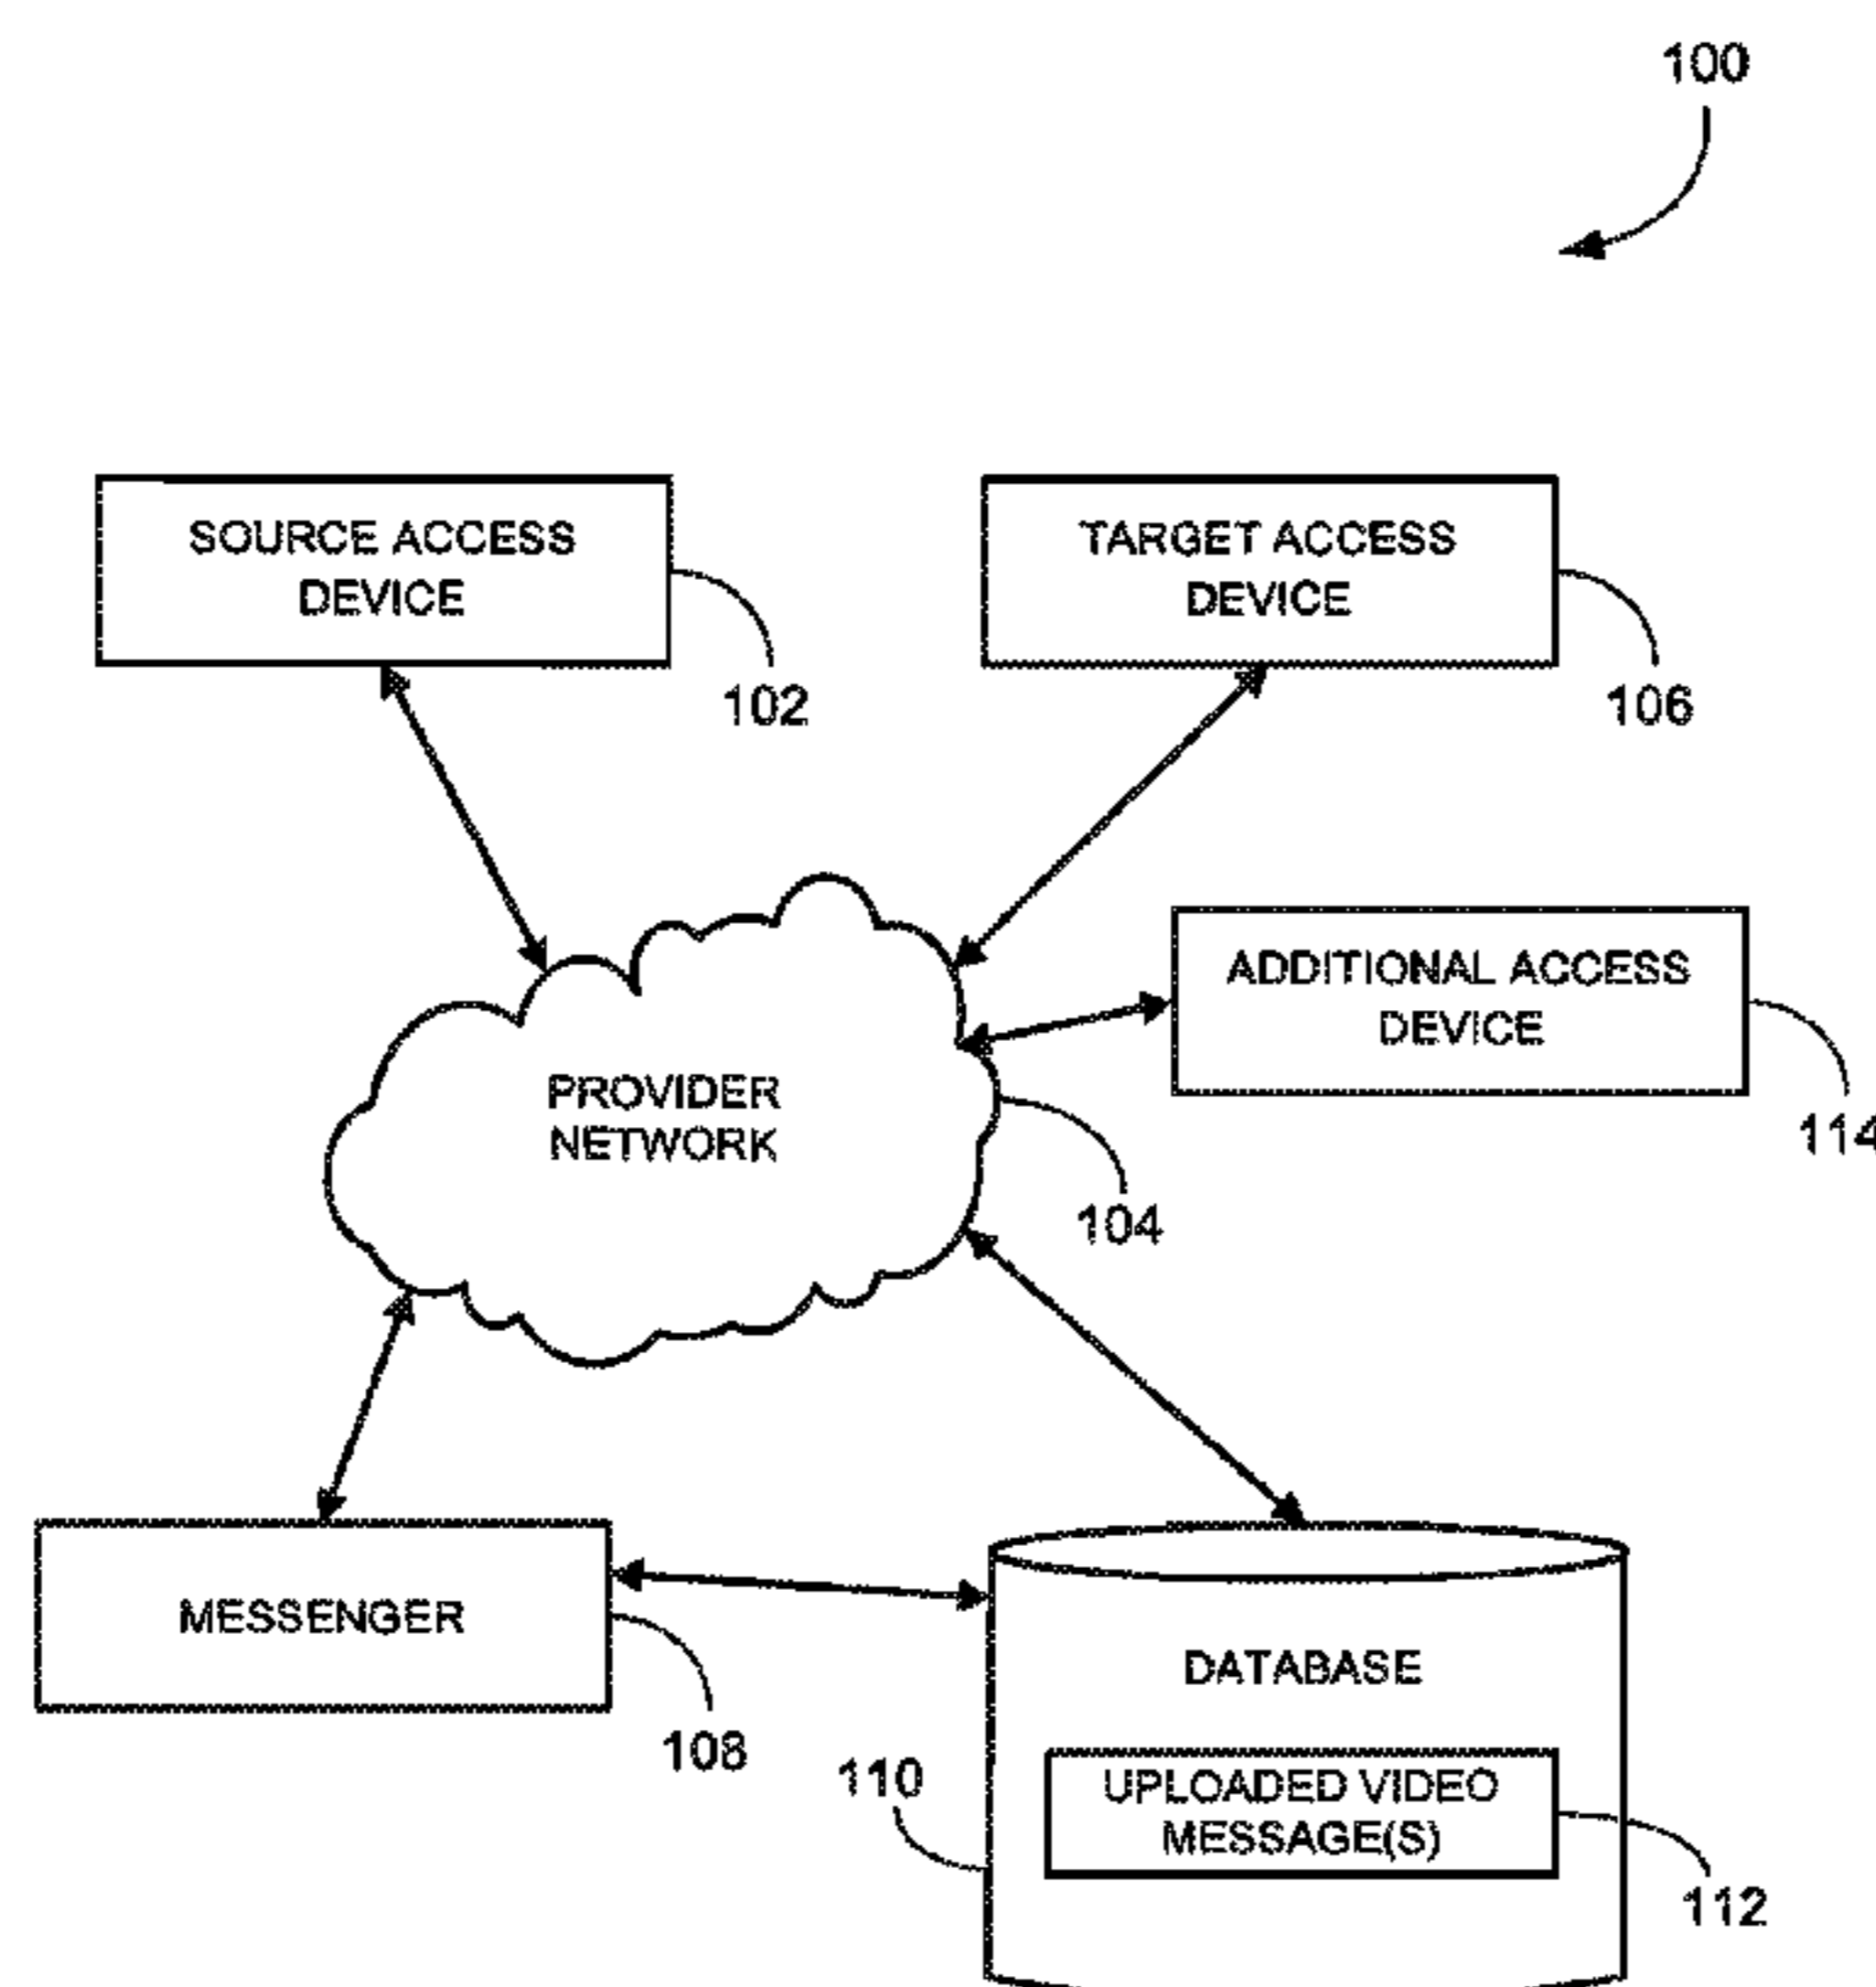 100
SOURCE ACCESS
DEVICE
102
TARGET ACCESS
DEVICE
106
ADDITIONAL ACCESS
DEVICE
114
PROVIDER
NETWORK
104
MESSENGER
108
DATABASE
110
UPLOADED VIDEO
MESSAGE(S)
112